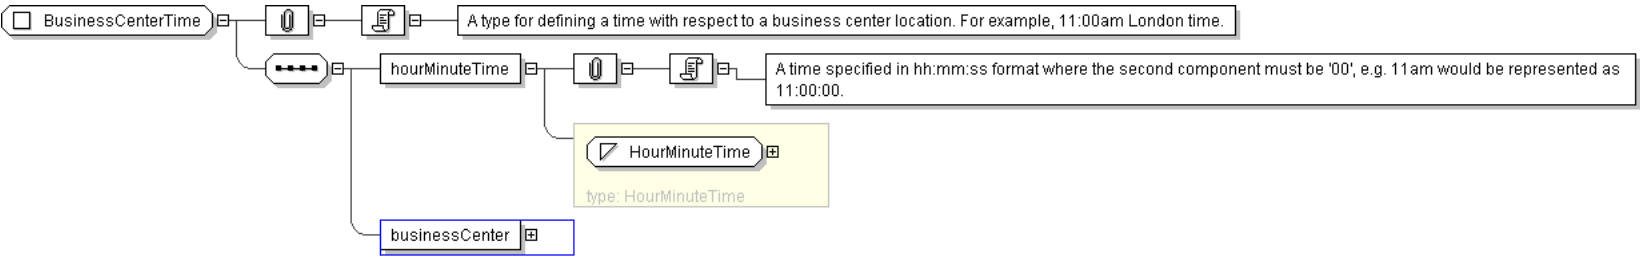 BusinessCenterTime
A type for defining a time with respect to a business center location. For example, 11:00am London time.
hourMinuteTime
A time specified in hh:mm:ss format where the second component must be '00', e.g. 11am would be represented as
11:00:00.
HourMinuteTime
type: HourMinuteTime
businessCenter